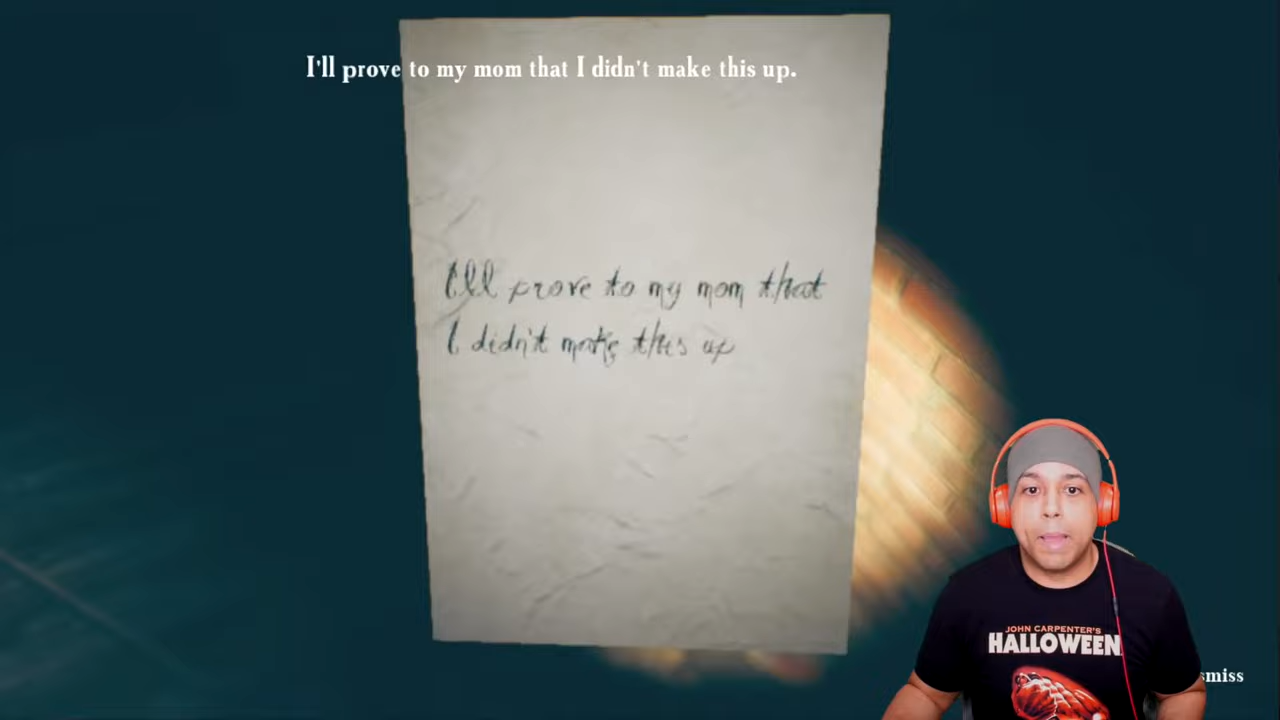 I'll prove to my mom that I didn't make this up.
I'll prove to my mom that
I didn't make this up
JOHN CARPENTER'S
HALLOWEEN